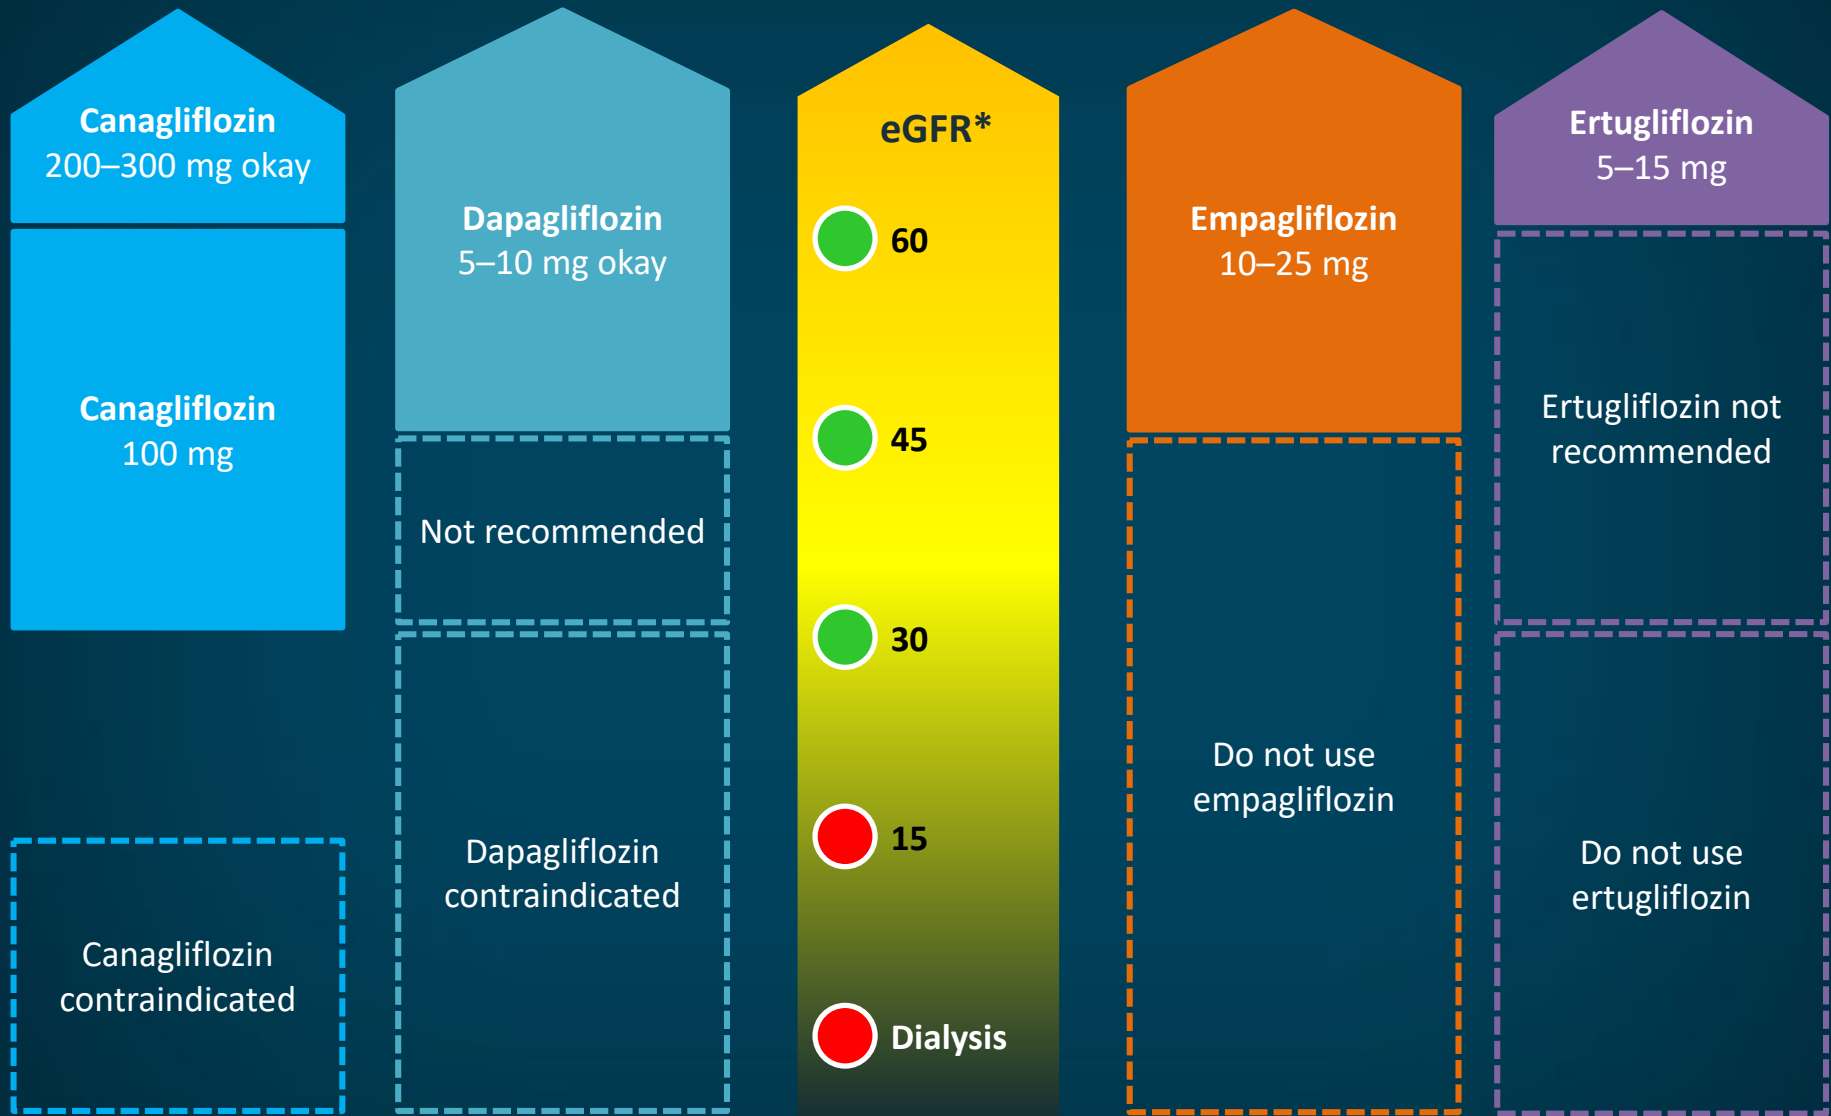 Canagliflozin
200–300 mg okay
Canagliflozin
100 mg
Canagliflozin
contraindicated
Dapagliflozin
5–10 mg okay
Not recommended
Dapagliflozin
contraindicated
eGFR*
60
45
30
15
Dialysis
Empagliflozin
10–25 mg
Do not use
empagliflozin
Ertugliflozin
5–15 mg
Ertugliflozin not
recommended
Do not use
ertugliflozin